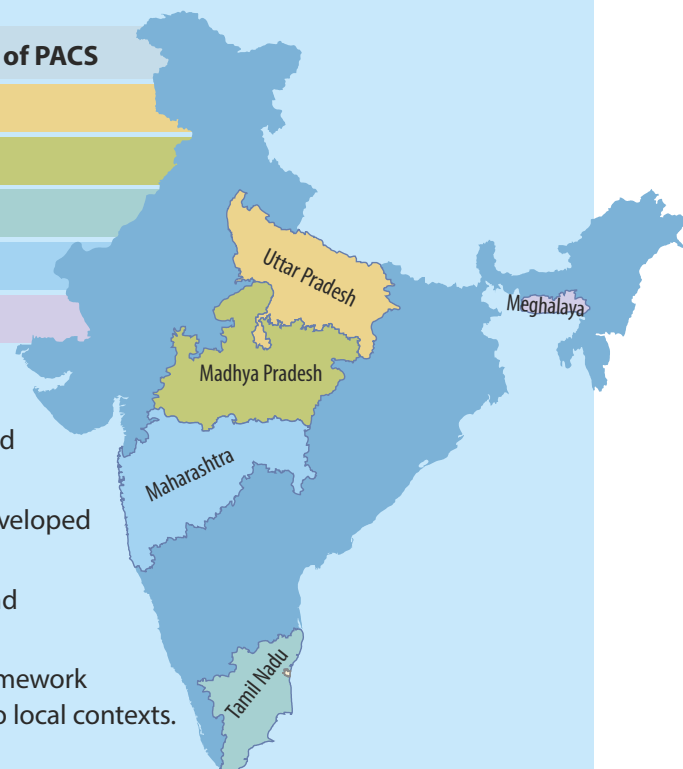 of PACS
Uttar Pradesh
Meghalaya
Madhya Pradesh
Maharashtra
d
veloped
d
mework
o local contexts.
Tamil Nadu